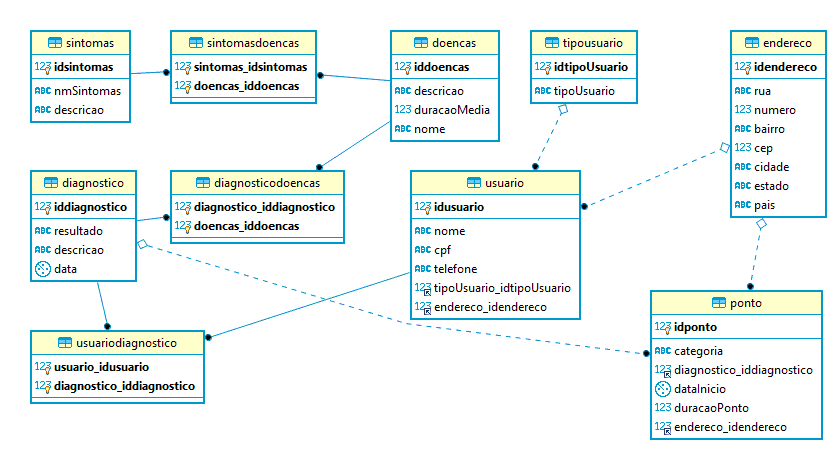 sintomas
123 idsintomas
ABC nmSintomas
ABC descricao
sintomasdoencas
123 sintomas_idsintomas
123 doencas_iddoencas
doencas
123 iddoencas
ABC descricao
123 duracaoMedia
ABC nome
tipousuario
123 idtipoUsuario
ABC tipoUsuario
endereco
123 idendereco
ABC rua
123 numero
ABC bairro
123 cep
ABC cidade
ABC estado
ABC pais
diagnostico
123 iddiagnostico
ABC resultado
ABC descricao
data
diagnosticodoencas
123 diagnostico_iddiagnostico
123 doencas_iddoencas
usuario
123 idusuario
ABC nome
ABC cpf
ABC telefone
123 tipoUsuario_idtipoUsuario
123 endereco_idendereco
ponto
123 idponto
ABC categoria
123 diagnostico_iddiagnostico
dataInicio
123 duracaoPonto
123 endereco_idendereco
usuariodiagnostico
123 usuario_idusuario
123 diagnostico_iddiagnostico